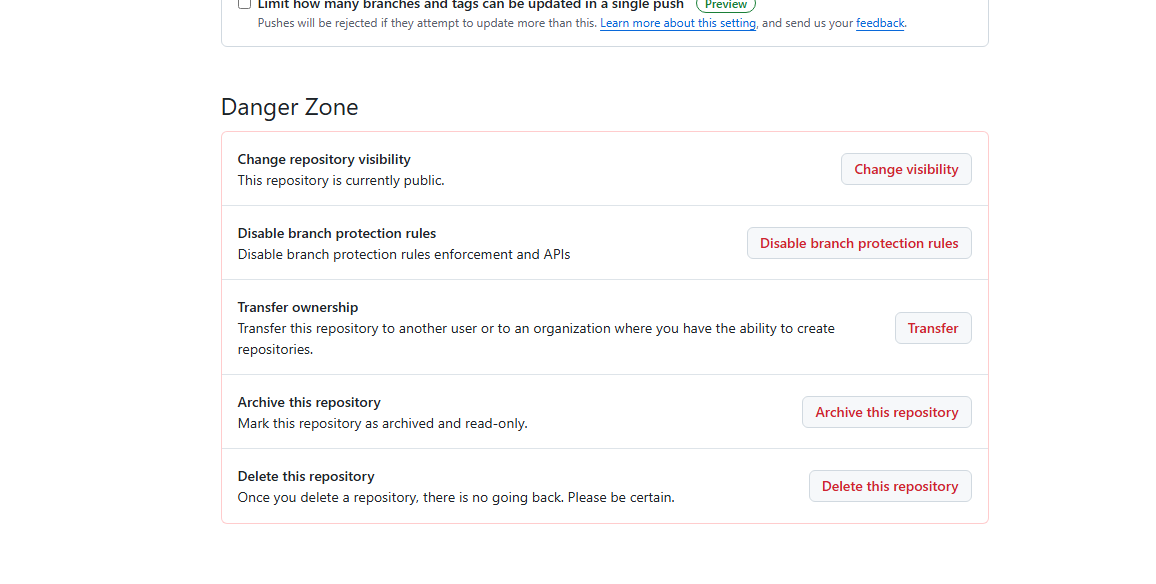 Limit how many branches and tags can be updated in a single push Preview
Pushes will be rejected if they attempt to update more than this. Learn more about this setting, and send us your feedback.
Danger Zone
Change repository visibility
This repository is currently public.
Change visibility
Disable branch protection rules
Disable branch protection rules enforcement and APIs
Disable branch protection rules
Transfer ownership
Transfer this repository to another user or to an organization where you have the ability to create
repositories.
Transfer
Archive this repository
Mark this repository as archived and read-only.
Archive this repository
Delete this repository
Once you delete a repository, there is no going back. Please be certain.
Delete this repository